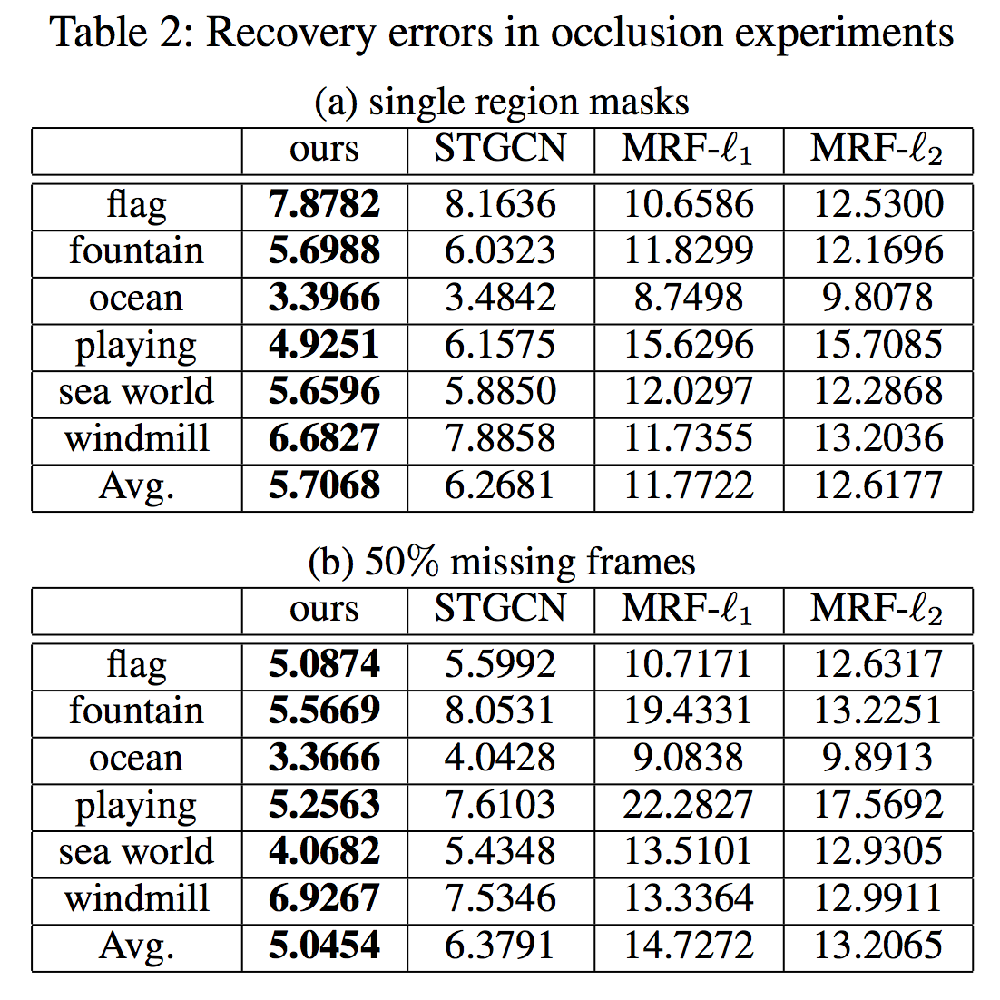 Table 2: Recovery errors in occlusion experiments
(a) single region masks
ours STGCN MRF-ℓ1 MRF-ℓ2
flag 7.8782 8.1636 10.6586 12.5300
fountain 5.6988 6.0323 11.8299 12.1696
ocean 3.3966 3.4842 8.7498 9.8078
playing 4.9251 6.1575 15.6296 15.7085
sea world 5.6596 5.8850 12.0297 12.2868
windmill 6.6827 7.8858 11.7355 13.2036
Avg. 5.7068 6.2681 11.7722 12.6177
(b) 50% missing frames
ours STGCN MRF-ℓ1 MRF-ℓ2
flag 5.0874 5.5992 10.7171 12.6317
fountain 5.5669 8.0531 19.4331 13.2251
ocean 3.3666 4.0428 9.0838 9.8913
playing 5.2563 7.6103 22.2827 17.5692
sea world 4.0682 5.4348 13.5101 12.9305
windmill 6.9267 7.5346 13.3364 12.9911
Avg. 5.0454 6.3791 14.7272 13.2065